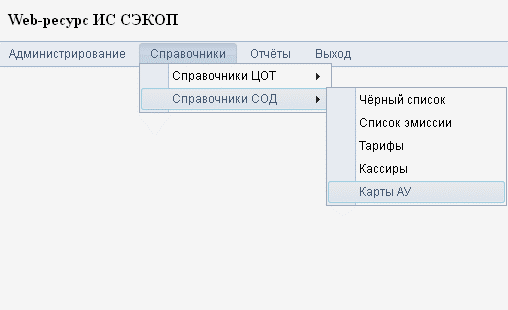 Web-ресурс ИС СЭКОП
Администрирование Справочники Отчёты Выход
Справочники ЦОТ
Справочники СОД
Чёрный список
Список эмиссии
Тарифы
Кассиры
Карты АУ